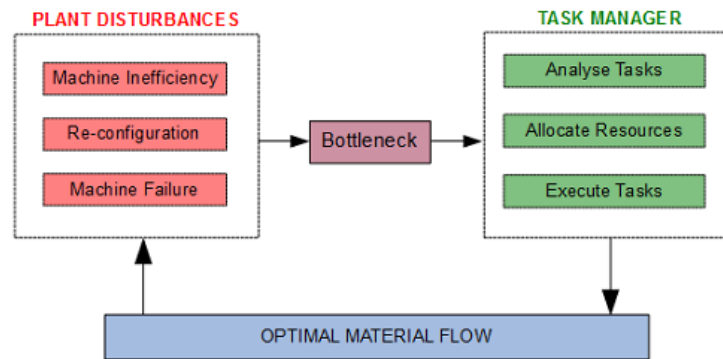 PLANT DISTURBANCES
Machine Inefficiency
Re-configuration
Machine Failure
Bottleneck
TASK MANAGER
Analyse Tasks
Allocate Resources
Execute Tasks
OPTIMAL MATERIAL FLOW